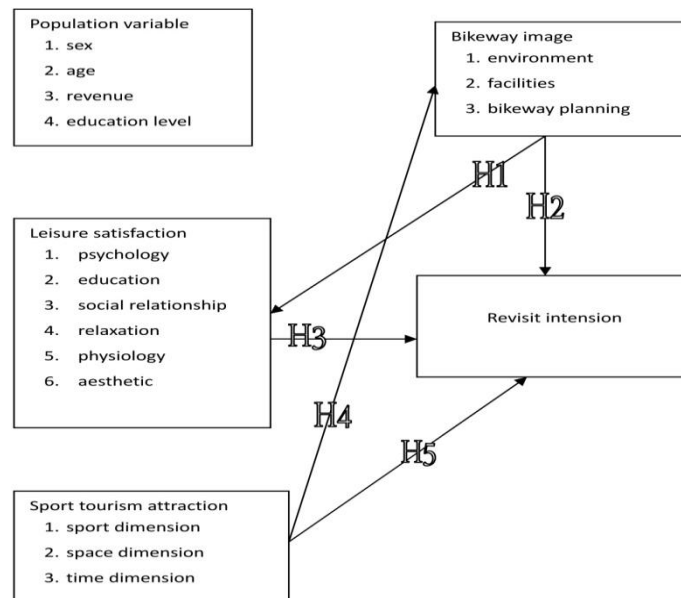 Population variable
1. sex
2. age
3. revenue
4. education level
Bikeway image
1. environment
2. facilities
3. bikeway planning
H1
H2
Leisure satisfaction
1. psychology
2. education
3. social relationship
4. relaxation
5. physiology
6. aesthetic
Revisit intension
H3
H4
H5
Sport tourism attraction
1. sport dimension
2. space dimension
3. time dimension